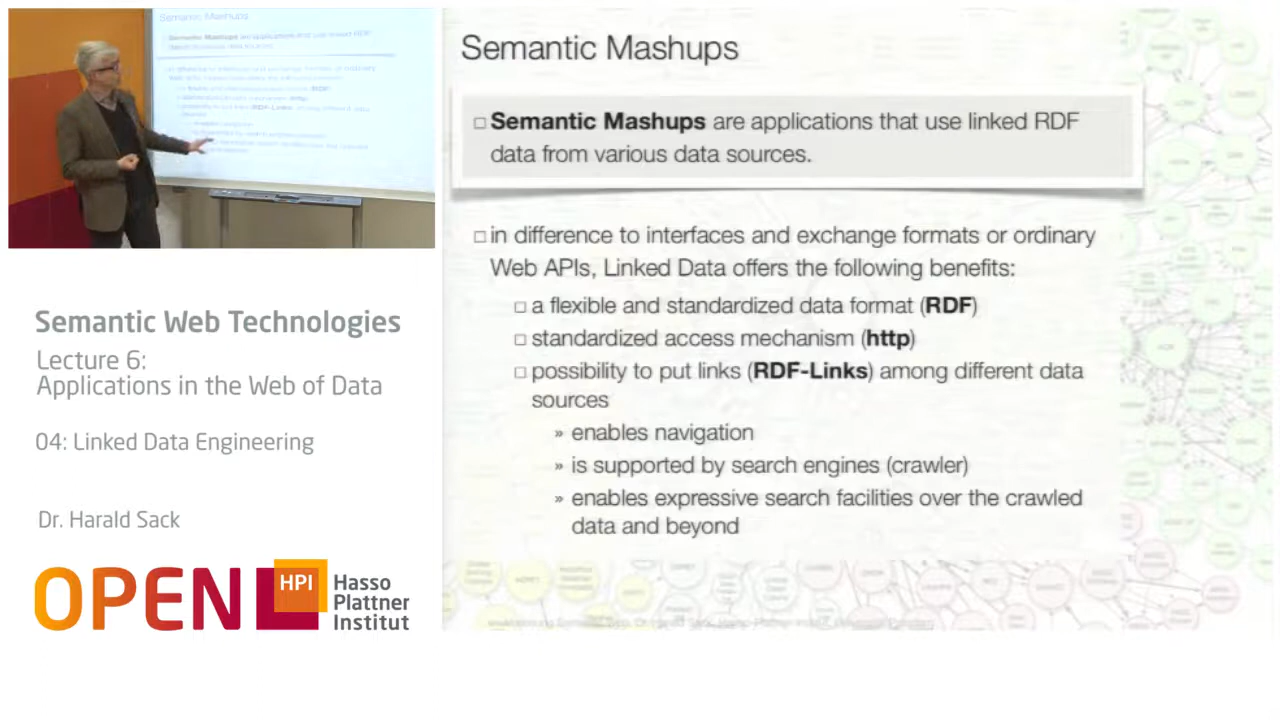 Semantic Mashups
Semantic Mashups are applications that use linked RDF
data from various data sources.
in difference to interfaces and exchange formats or ordinary
Web APIs, Linked Data offers the following benefits:
a flexible and standardized data format (RDF)
standardized access mechanism (http)
possibility to put links (RDF-Links) among different data
sources
» enables navigation
» is supported by search engines (crawler)
» enables expressive search facilities over the crawled
data and beyond
Semantic Web Technologies
Lecture 6:
Applications in the Web of Data
04: Linked Data Engineering
Dr. Harald Sack
OPEN HPI
Hasso
Plattner
Institut